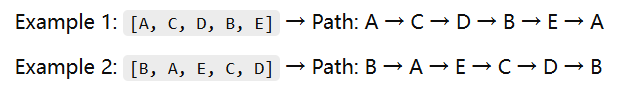 Example 1: [A, C, D, B, E] → Path: A → C → D → B → E → A
Example 2: [B, A, E, C, D] → Path: B → A → E → C → D → B